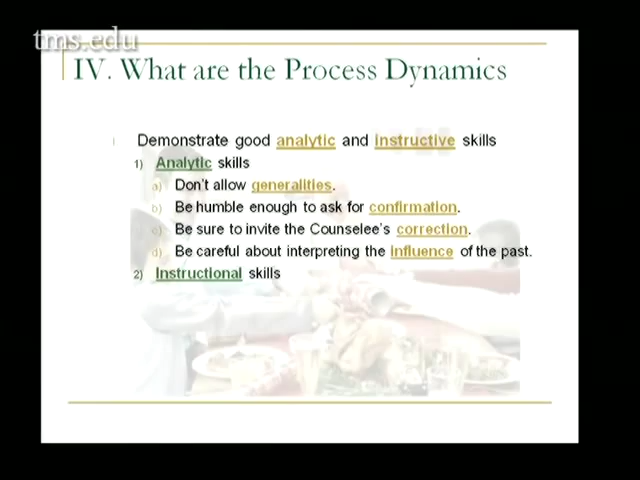 tms.edu
IV. What are the Process Dynamics
Demonstrate good analytic and instructive skills
1) Analytic skills
a) Don't allow generalities.
b) Be humble enough to ask for confirmation.
c) Be sure to invite the Counselee's correction.
d) Be careful about interpreting the influence of the past.
2) Instructional skills